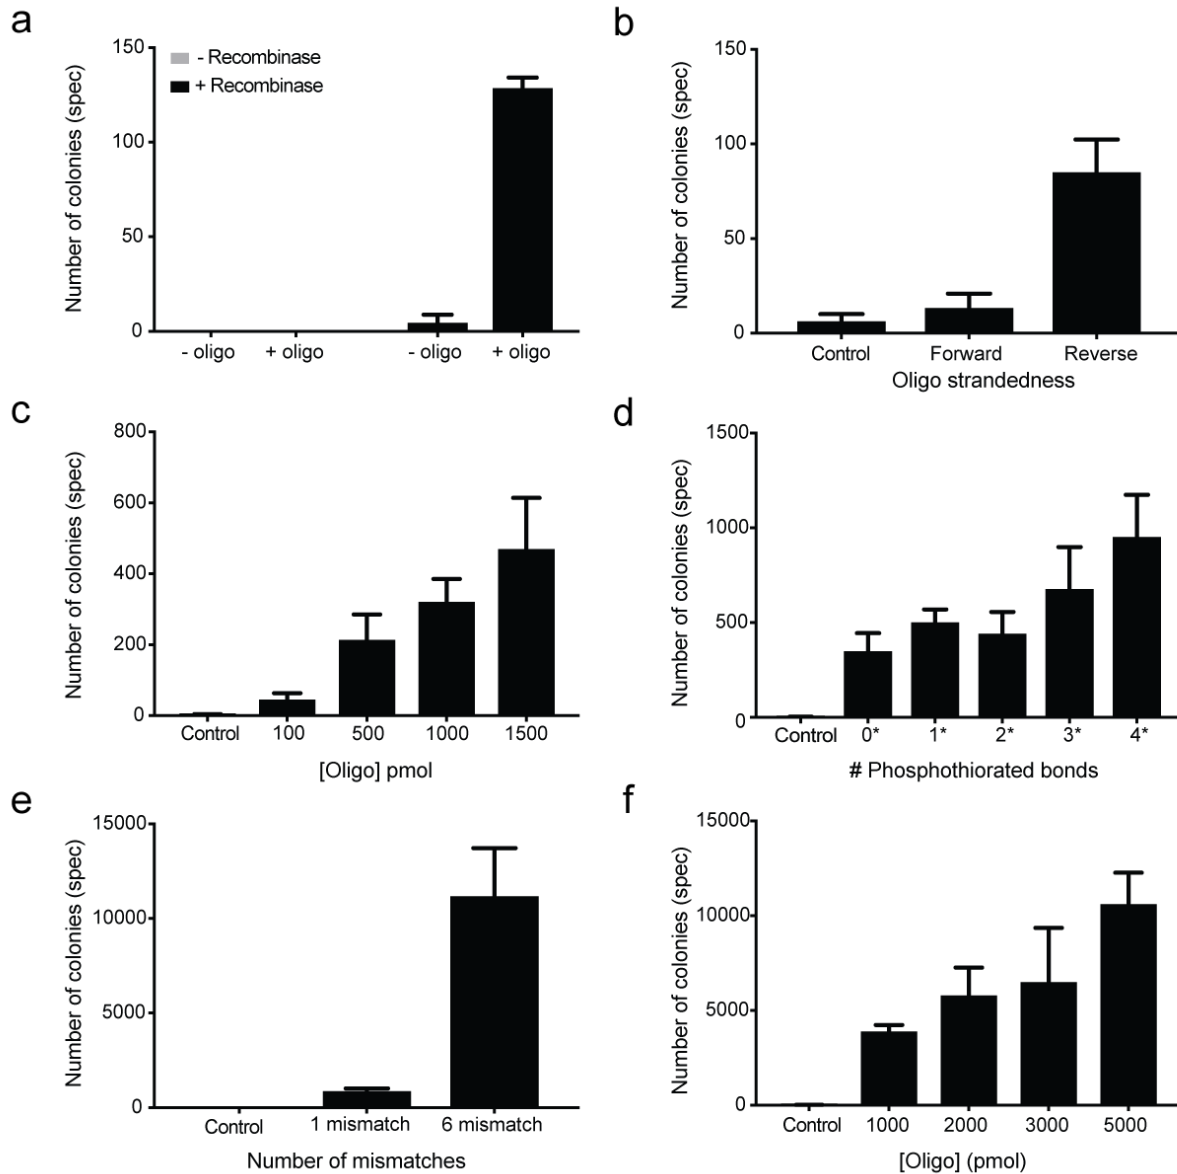 a
Number of colonies (spec)
150
100
50
0
- Recombinase
+ Recombinase
- oligo
+ oligo
- oligo
+ oligo
b
Number of colonies (spec)
150
100
50
0
Control
Forward
Reverse
Oligo strandedness
c
Number of colonies (spec)
800
600
400
200
0
Control
100
500
1000
1500
[Oligo] pmol
d
Number of colonies (spec)
1500
1000
500
0
Control
0*
1*
2*
3*
4*
# Phosphothiorated bonds
e
Number of colonies (spec)
15000
10000
5000
0
Control
1 mismatch
6 mismatch
Number of mismatches
f
Number of colonies (spec)
15000
10000
5000
0
Control
1000
2000
3000
5000
[Oligo] (pmol)